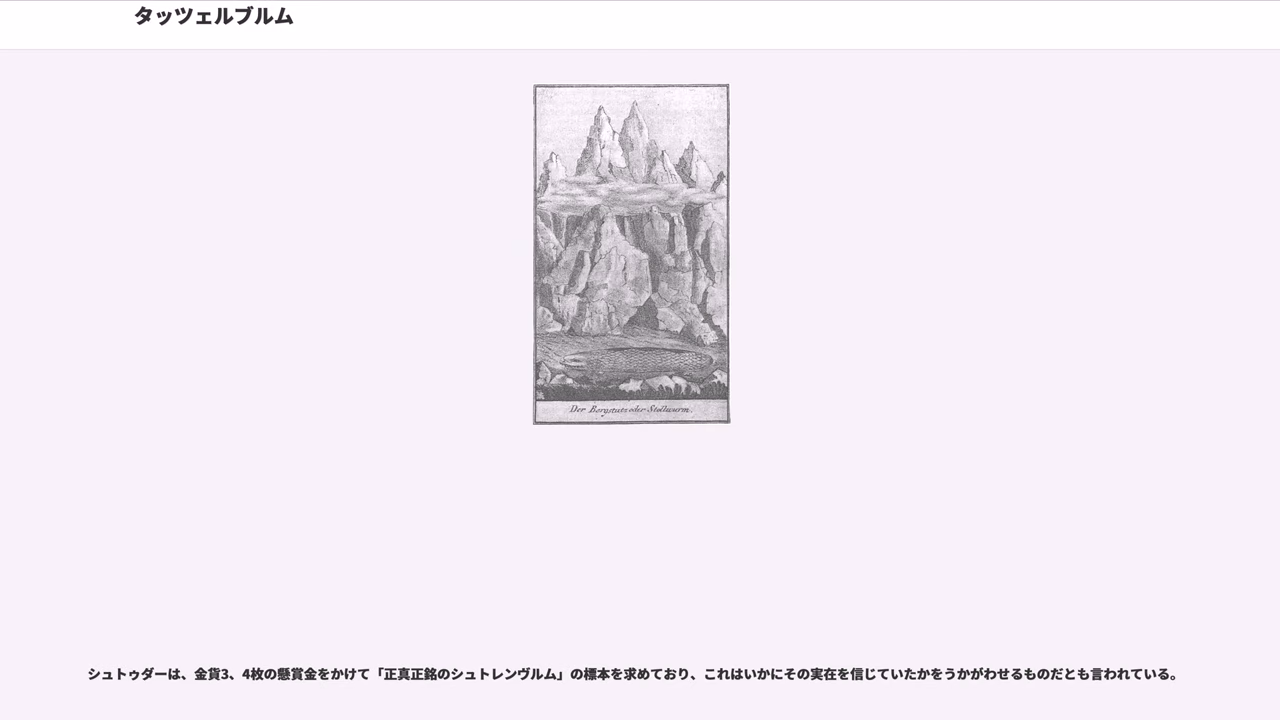 タッツェルブルム
Der Bergstutz oder Stollwurm
シュトゥダーは、金貨3、4枚の懸賞金をかけて「正真正銘のシュトレンヴルム」の標本を求めており、これはいかにその実在を信じていたかをうかがわせるものだとも言われている。